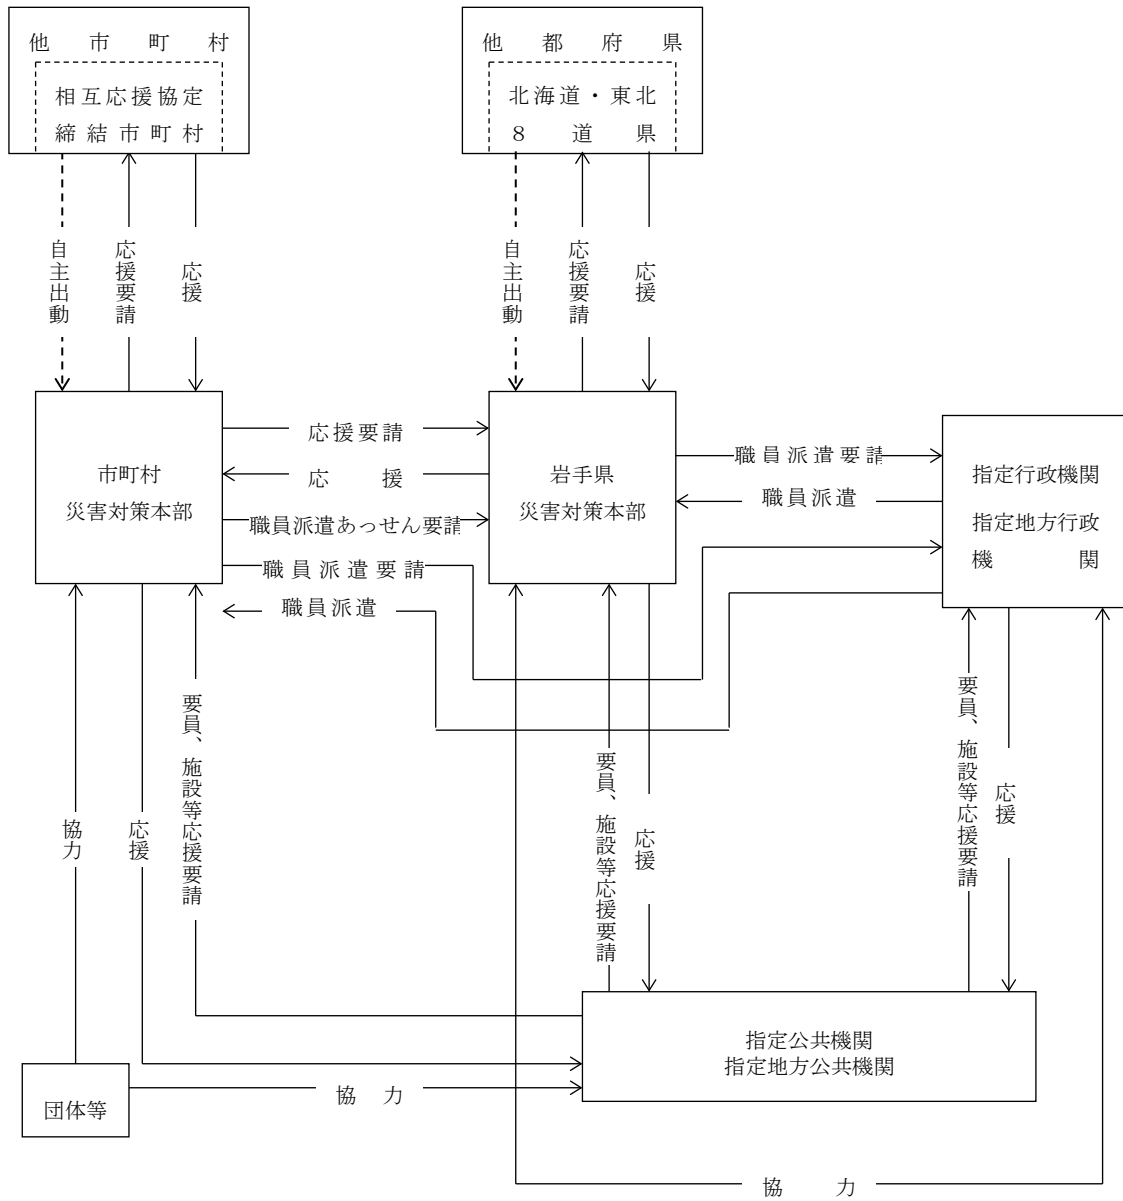 他市町村
相互応援協定
締結市町村
他都府県
北海道・東北
８道県
自主出動
応援要請
応援
自主出動
応援要請
応援
市町村
災害対策本部
応援要請
応援
職員派遣あっせん要請
職員派遣要請
職員派遣
岩手県
災害対策本部
職員派遣要請
職員派遣
指定行政機関
指定地方行政
機関
協力
応援
要員、施設等応援要請
要員、施設等応援要請
応援
要員、施設等応援要請
応援
指定公共機関
指定地方公共機関
団体等
協力
協力